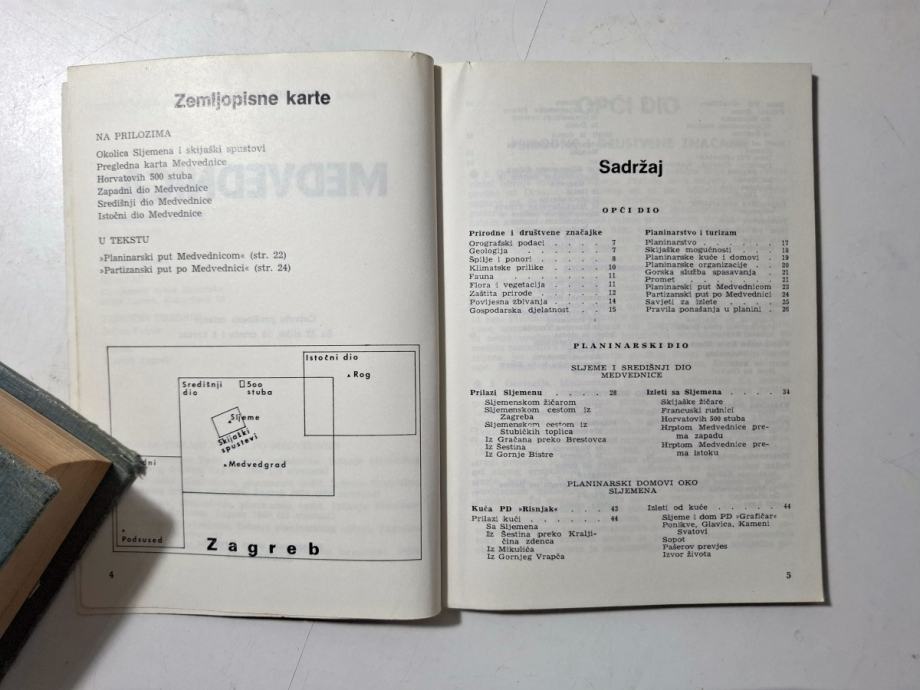 Zemljopisne karte
NA PRILOZIMA
Okolica Sljemena i skijaški spustovi
Pregledna karta Medvednice
Horvatovih 500 stuba
Zapadni dio Medvednice
Središnji dio Medvednice
Istočni dio Medvednice
U TEKSTU
»Planinarski put Medvednicom« (str. 22)
»Partizanski put po Medvednici« (str. 24)
Istočni dio
Rog
Središnji
dio
500
stuba
Sljeme
Skijaški
spustovi
Medvedgrad
Podsused
Zagreb
4
Sadržaj
OPĆI DIO
Prirodne i društvene značajke
Orografski podaci . . . . 7
Geologija . . . . . 7
Špilje i ponori . . . . 8
Klimatske prilike . . . . 10
Fauna . . . . . . 11
Flora i vegetacija . . . . 11
Zaštita prirode . . . . 12
Povijesna zbivanja . . . 14
Gospodarska djelatnost . . 15
Planinarstvo i turizam
Planinarstvo . . . . . 17
Skijaške mogućnosti . . . 18
Planinarske kuće i domovi . 19
Planinarske organizacije . . 20
Gorska služba spasavanja . 21
Promet . . . . . . 21
Planinarski put Medvednicom 23
Partizanski put po Medvednici 24
Savjeti za izlete . . . . 25
Pravila ponašanja u planini . 26
PLANINARSKI DIO
SLJEME I SREDIŠNJI DIO
MEDVEDNICE
Prilazi Sljemenu . . . . 28
Sljemenskom žičarom
Sljemenskom cestom iz
Zagreba
Sljemenskom cestom iz
Stubičkih toplica
Iz Gračana preko Brestovca
Iz Šestina
Iz Gornje Bistre
Izleti sa Sljemena . . . . 34
Skijaške žičare
Francuski rudnici
Horvatovih 500 stuba
Hrptom Medvednice pre-
ma zapadu
Hrptom Medvednice pre-
ma istoku
PLANINARSKI DOMOVI OKO
SLJEMENA
Kuća PD »Risnjak« . . . 43
Prilazi kući . . . . . . 44
Sa Sljemena
Iz Šestina preko Kralji-
čina zdenca
Iz Mikulića
Iz Gornjeg Vrapča
Izleti od kuće . . . . . 44
Sljeme i dom PD »Grafičar«
Ponikve, Glavica, Kameni
Svatovi
Sopot
Pašerov prevjes
Izvor života
5